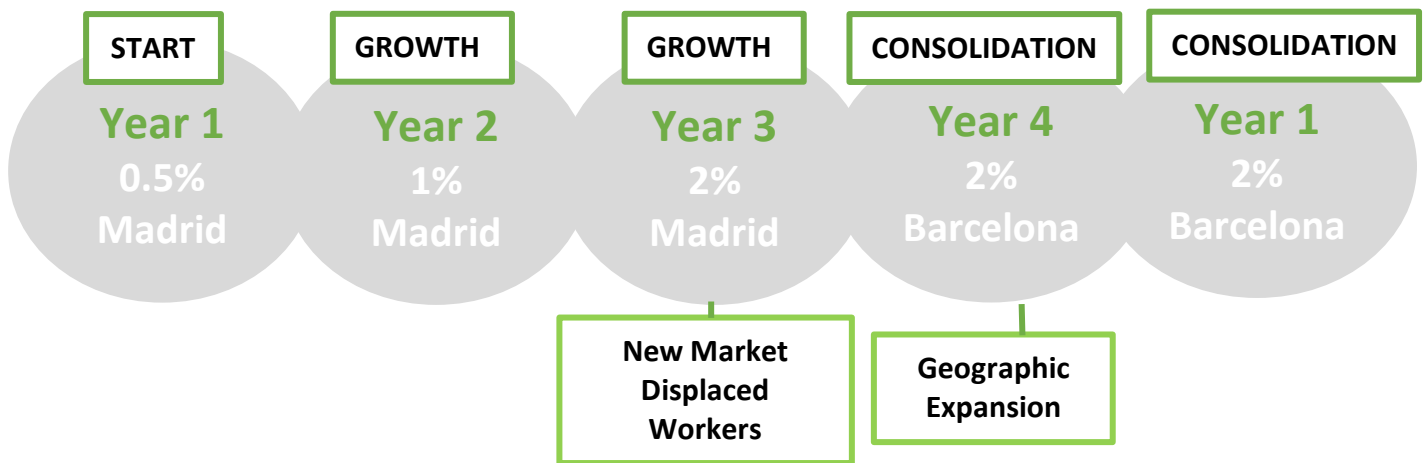 START
Year 1
0.5%
Madrid
GROWTH
Year 2
1%
Madrid
GROWTH
Year 3
2%
Madrid
New Market
Displaced
Workers
CONSOLIDATION
Year 4
2%
Barcelona
Geographic
Expansion
CONSOLIDATION
Year 1
2%
Barcelona